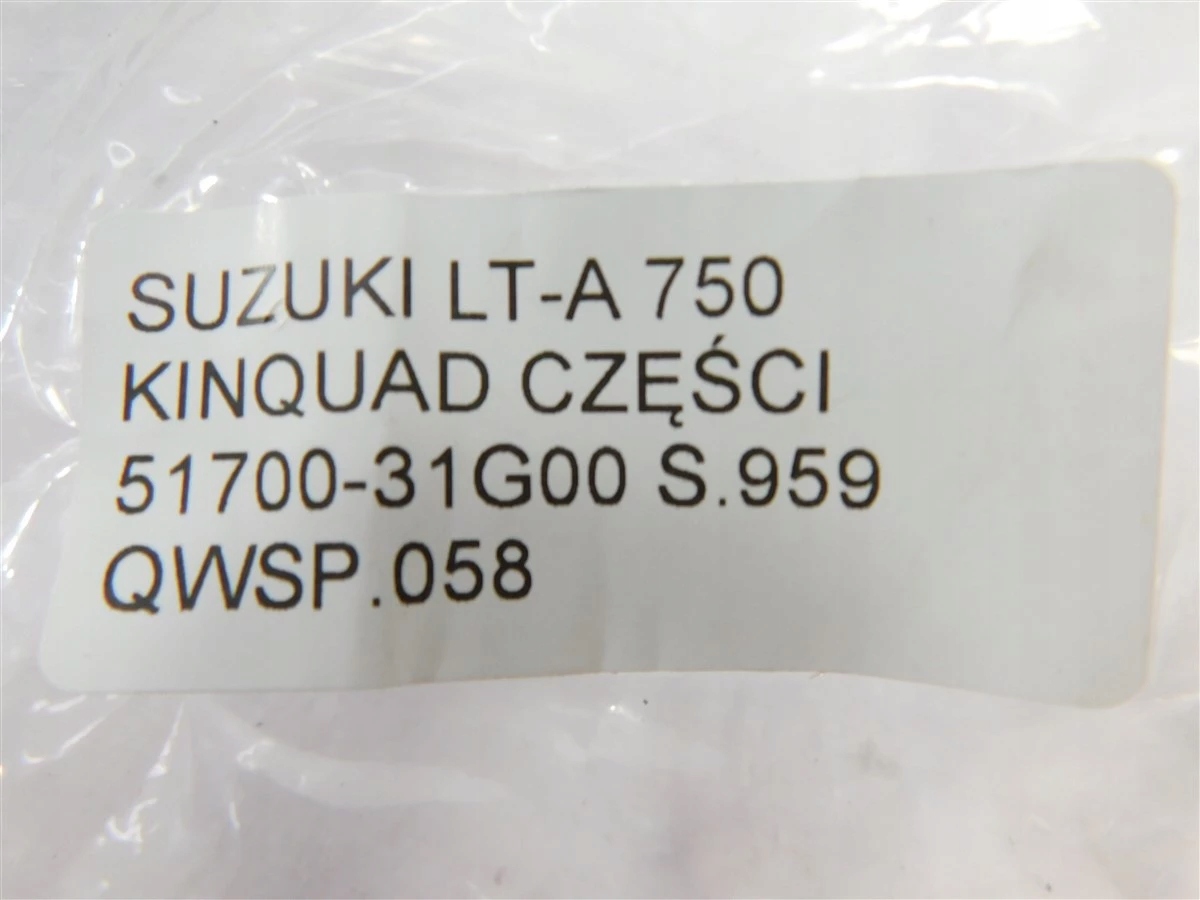 SUZUKI LT-A 750
KINQUAD CZĘŚCI
51700-31G00 S.959
QWSP.058